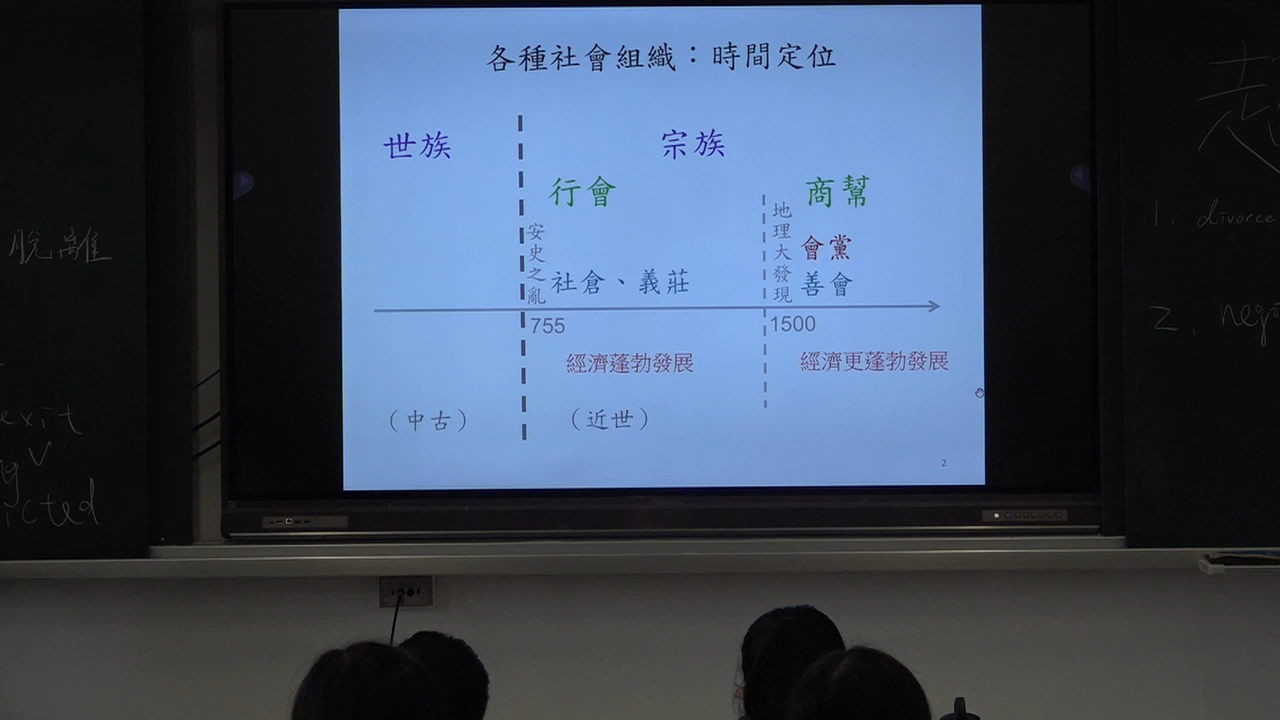 各種社會組織：時間定位
世族
宗族
行會
商幫
安史之亂
地理大發現
會黨
社倉、義莊
善會
755
1500
經濟蓬勃發展
經濟更蓬勃發展
（中古）
（近世）
2
脫離
exit
icted
1. divorce
2. neg